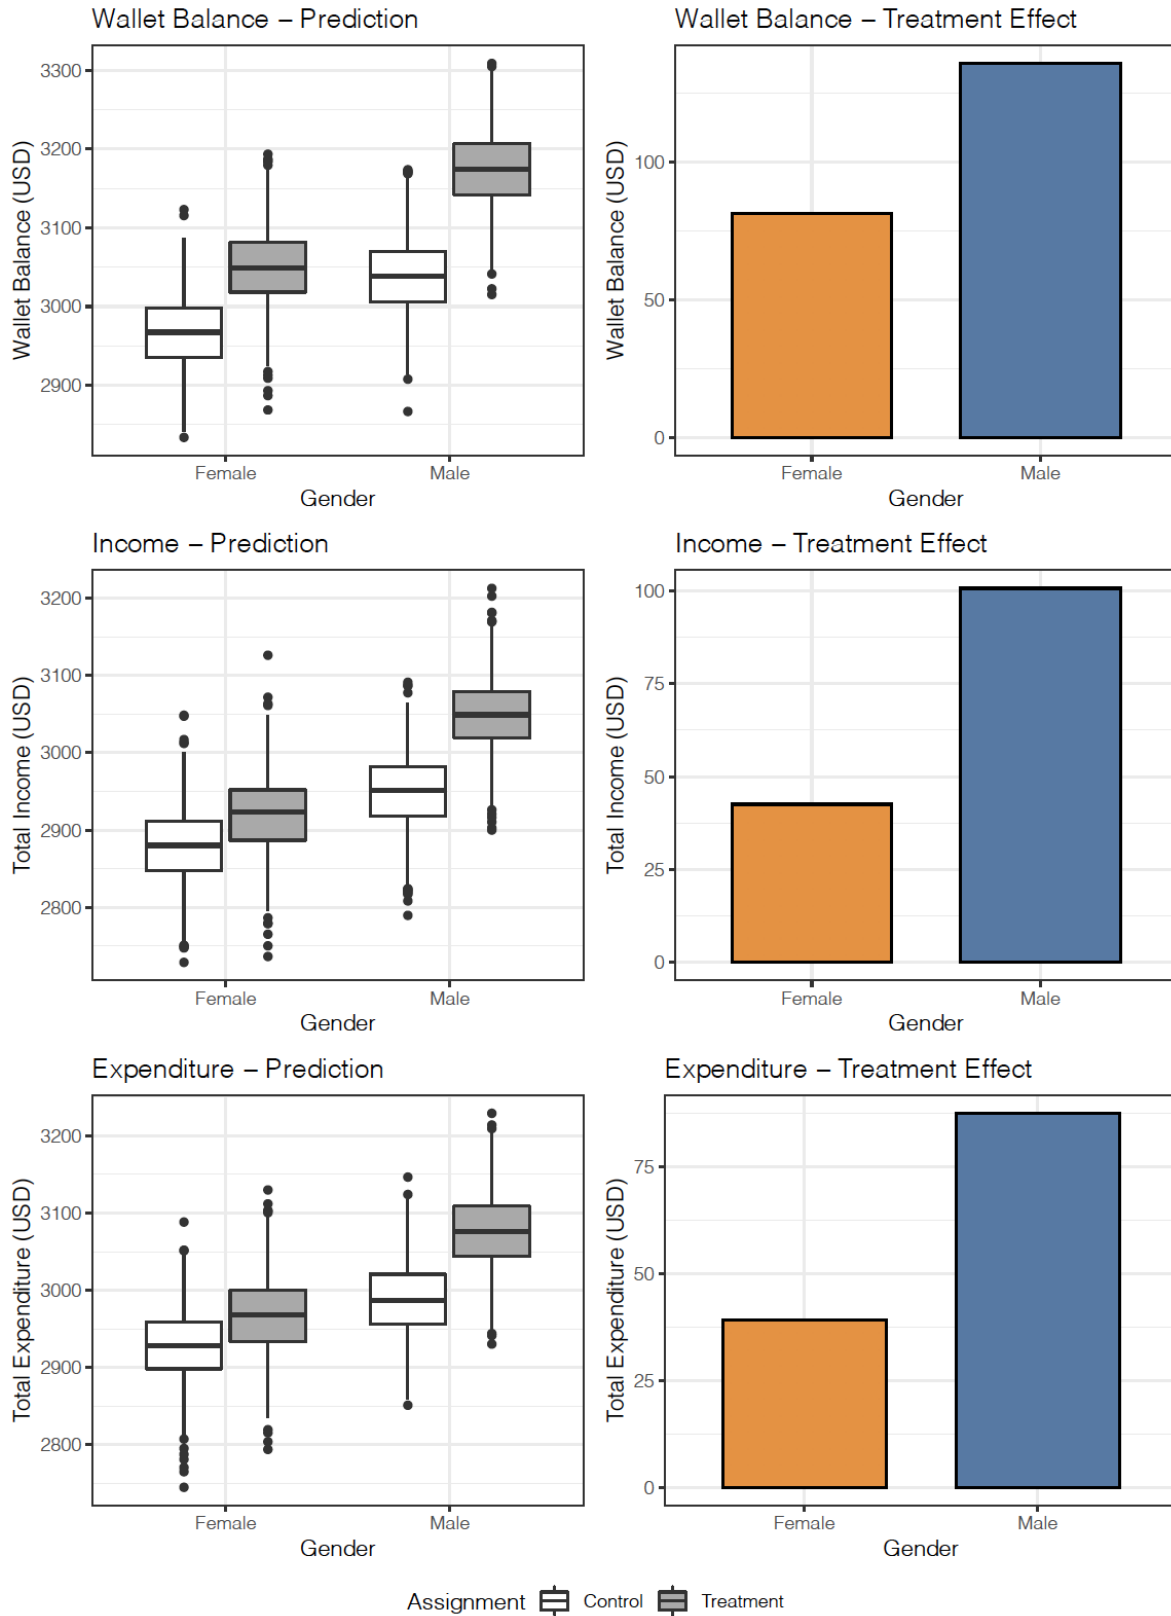 Wallet Balance – Prediction
Wallet Balance (USD)
3300
3200
3100
3000
2900
Female
Male
Gender
Wallet Balance – Treatment Effect
Wallet Balance (USD)
100
50
0
Female
Male
Gender
Income – Prediction
Total Income (USD)
3200
3100
3000
2900
2800
Female
Male
Gender
Income – Treatment Effect
Total Income (USD)
100
75
50
25
0
Female
Male
Gender
Expenditure – Prediction
Total Expenditure (USD)
3200
3100
3000
2900
2800
Female
Male
Gender
Expenditure – Treatment Effect
Total Expenditure (USD)
75
50
25
0
Female
Male
Gender
Assignment Control Treatment